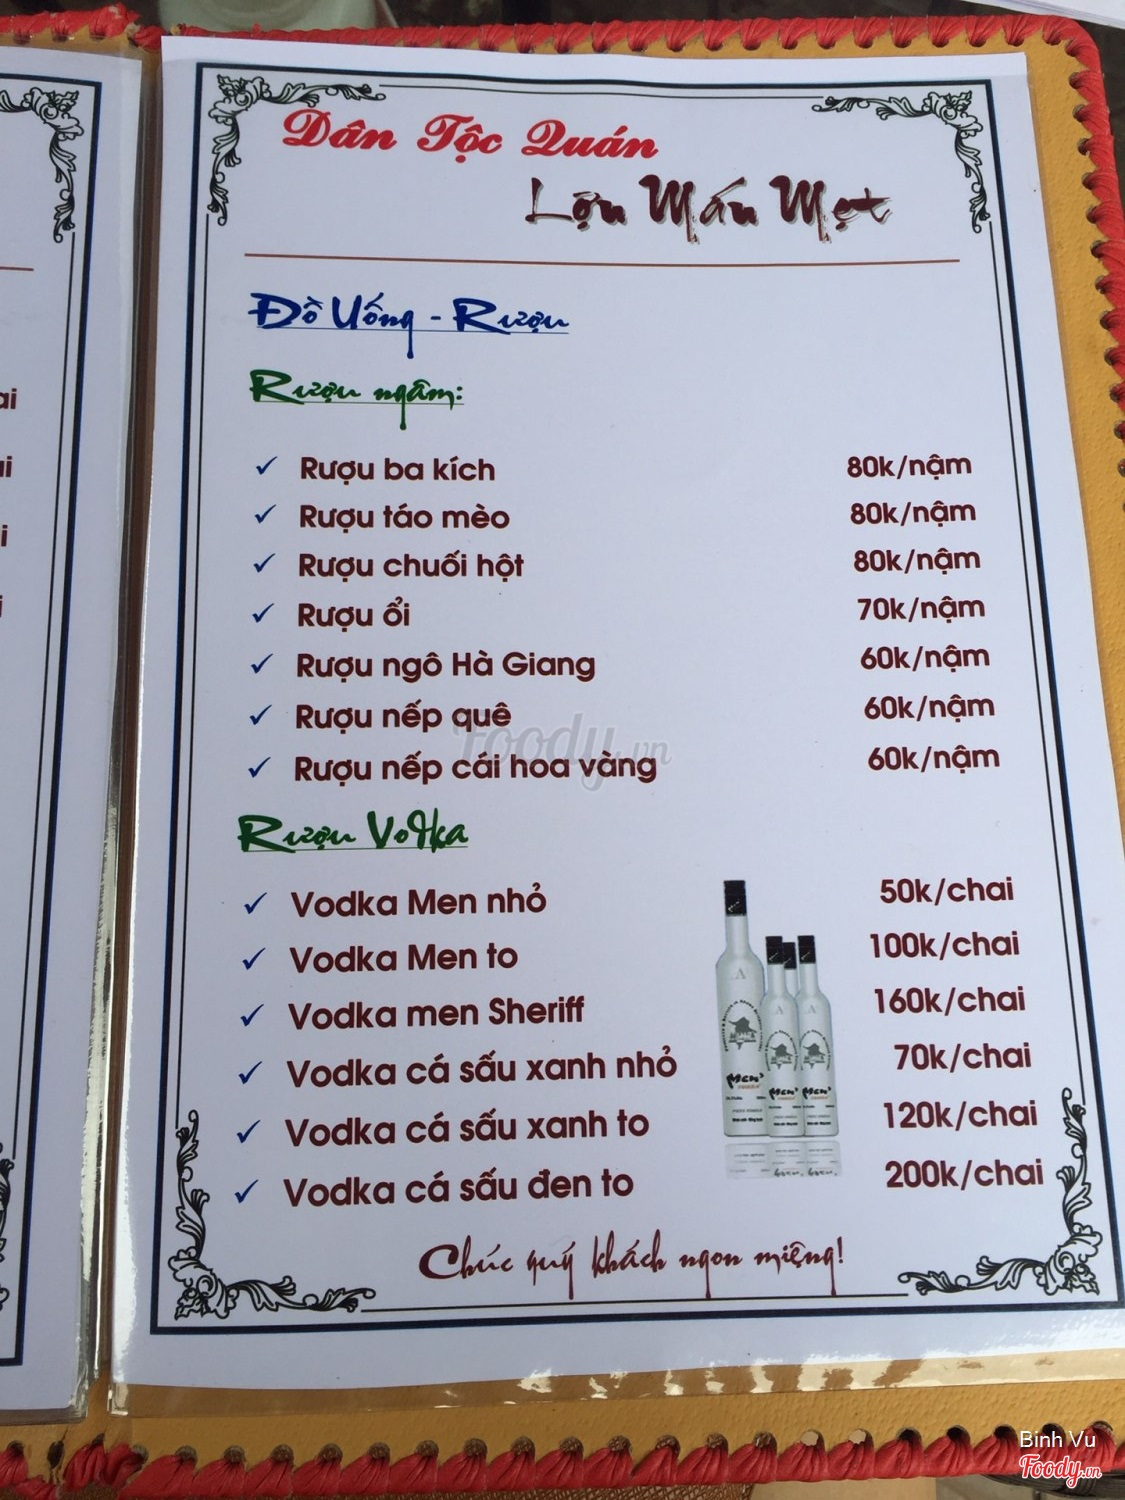 Dân Tộc Quán
Lợn Mán Mẹt
Đồ Uống - Rượu
Rượu ngâm:
✓ Rượu ba kích 80k/nậm
✓ Rượu táo mèo 80k/nậm
✓ Rượu chuối hột 80k/nậm
✓ Rượu ổi 70k/nậm
✓ Rượu ngô Hà Giang 60k/nậm
✓ Rượu nếp quê 60k/nậm
✓ Rượu nếp cái hoa vàng 60k/nậm
Foody.vn
Rượu Vodka
✓ Vodka Men nhỏ 50k/chai
✓ Vodka Men to 100k/chai
✓ Vodka men Sheriff 160k/chai
✓ Vodka cá sấu xanh nhỏ 70k/chai
✓ Vodka cá sấu xanh to 120k/chai
✓ Vodka cá sấu đen to 200k/chai
Men'
Men'
Men'
Chúc quý khách ngon miệng!
Binh Vu
Foody.vn